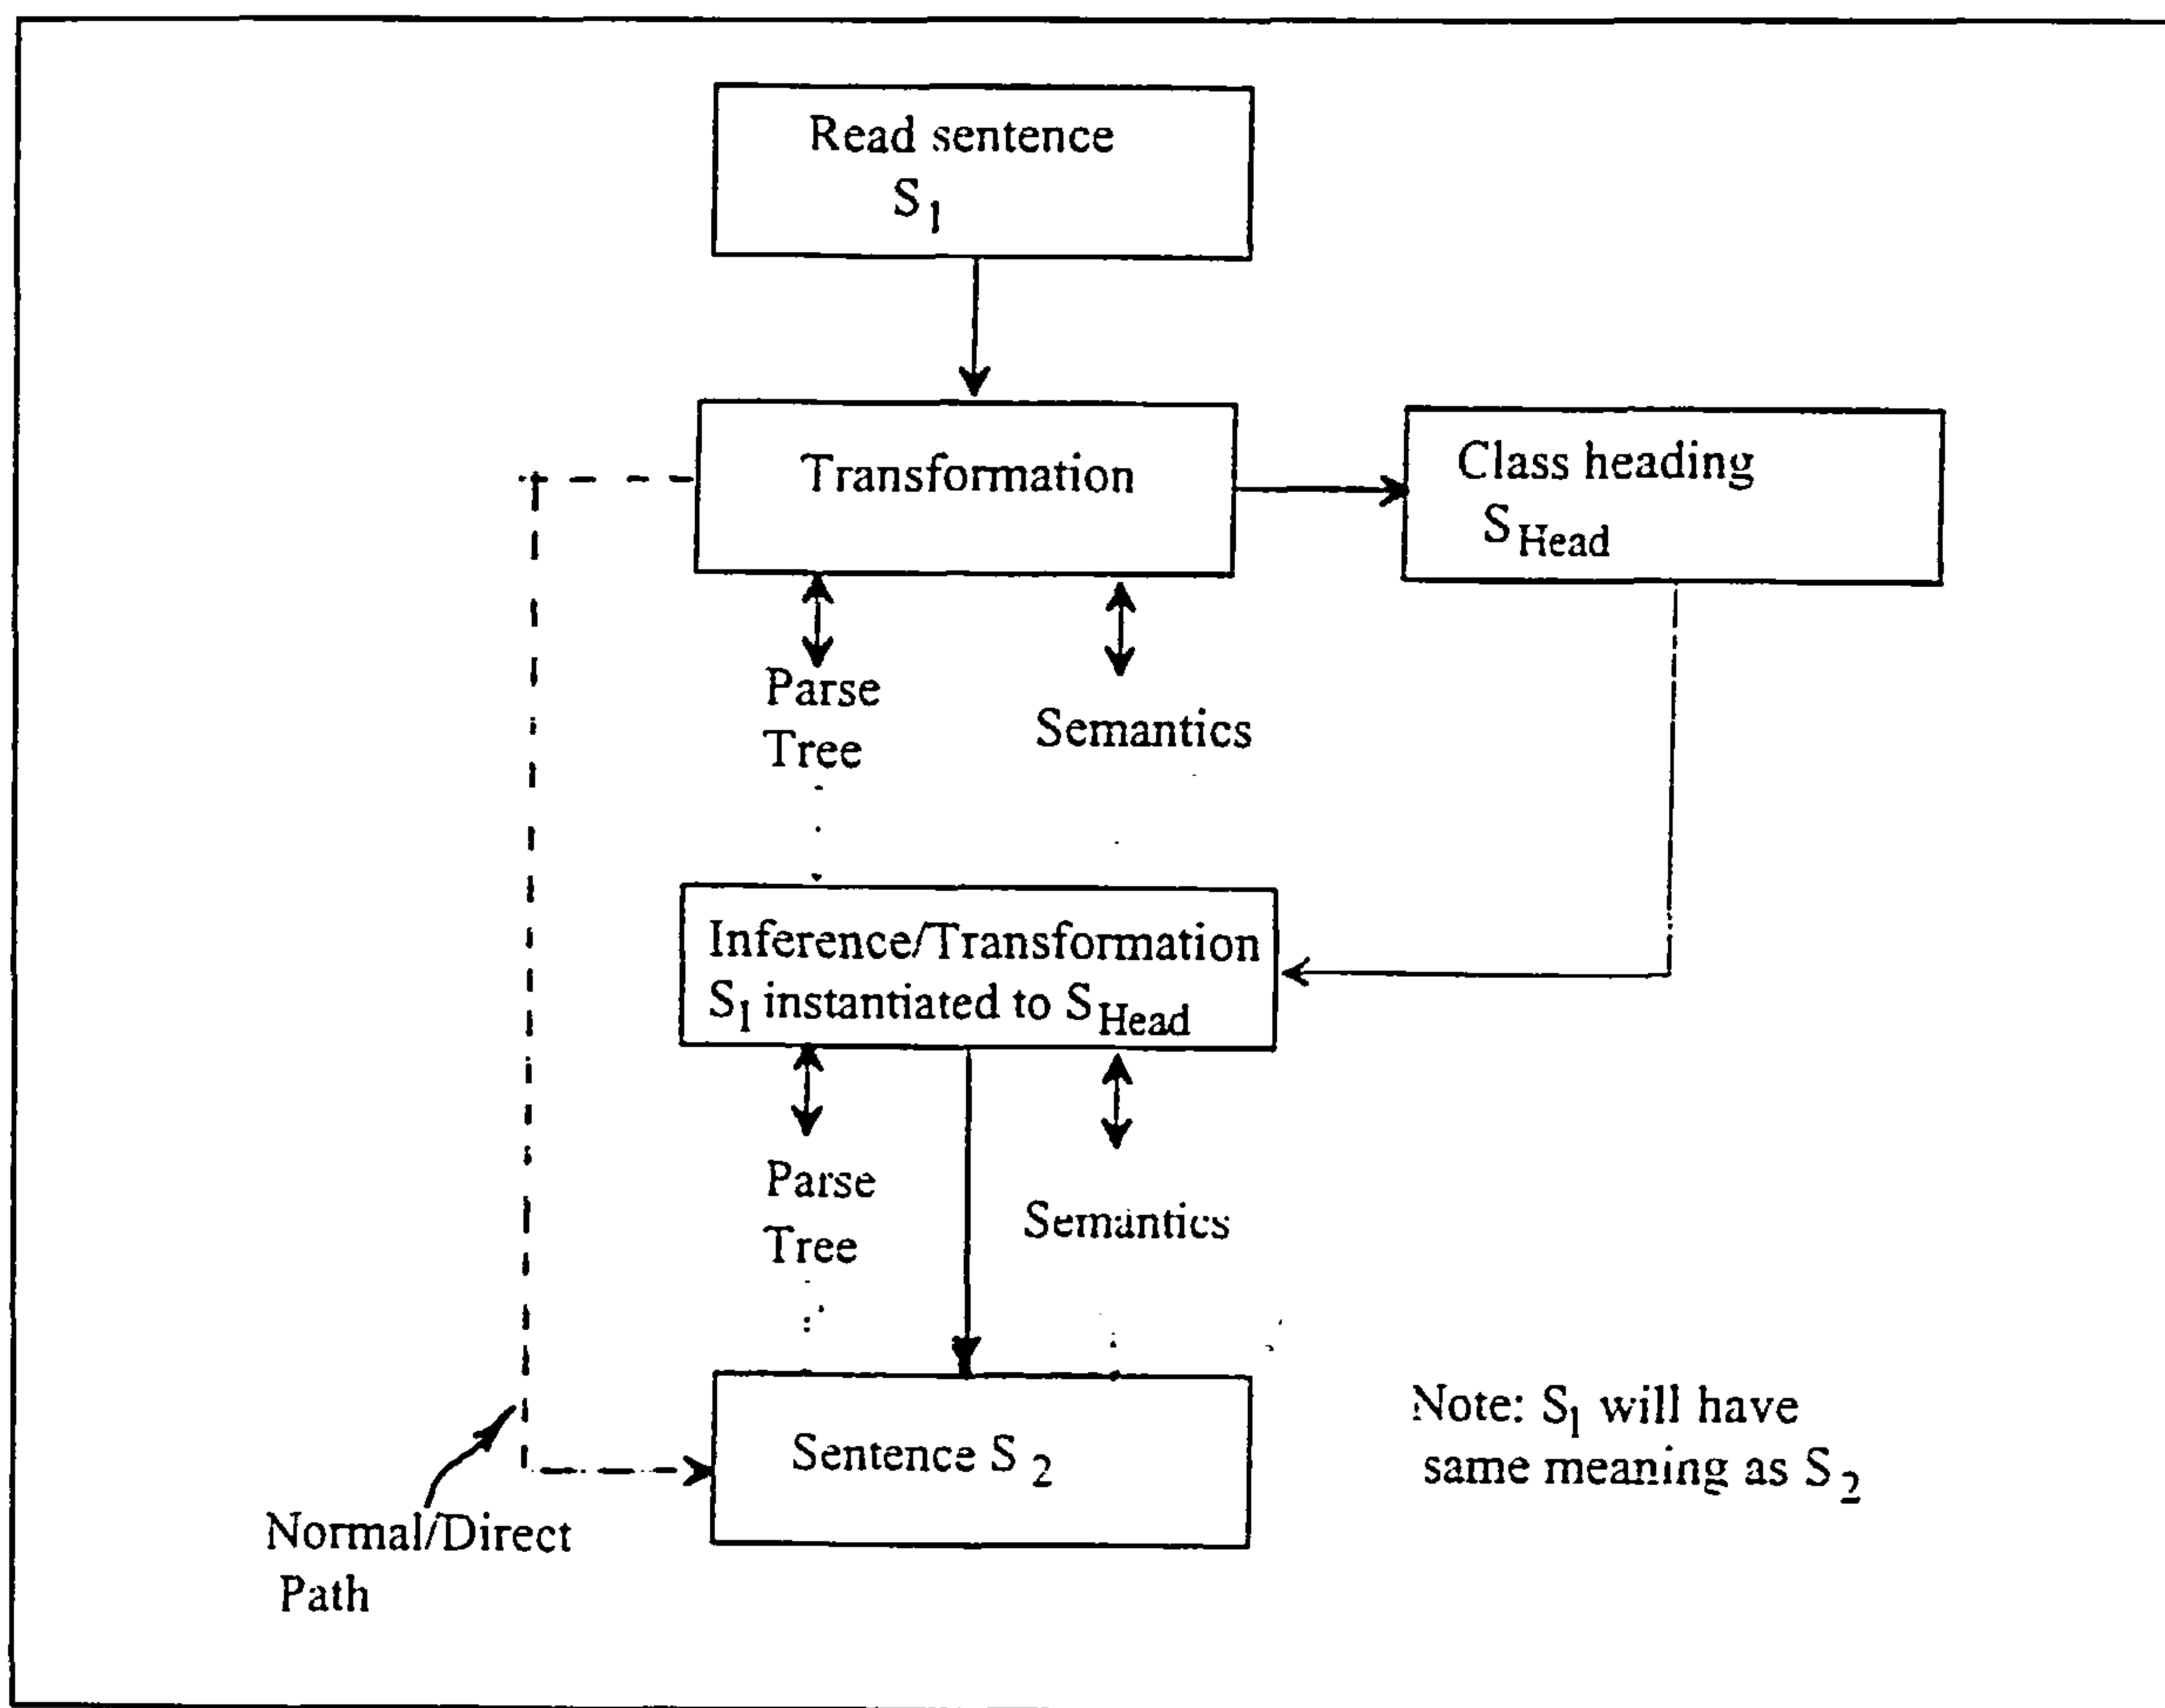 Read sentence
S1
Transformation
Class heading
SHead
Parse
Tree
Semantics
Inference/Transformation
S1 instantiated to SHead
Parse
Tree
Semantics
Sentence S2
Note: S1 will have
same meaning as S2
Normal/Direct
Path